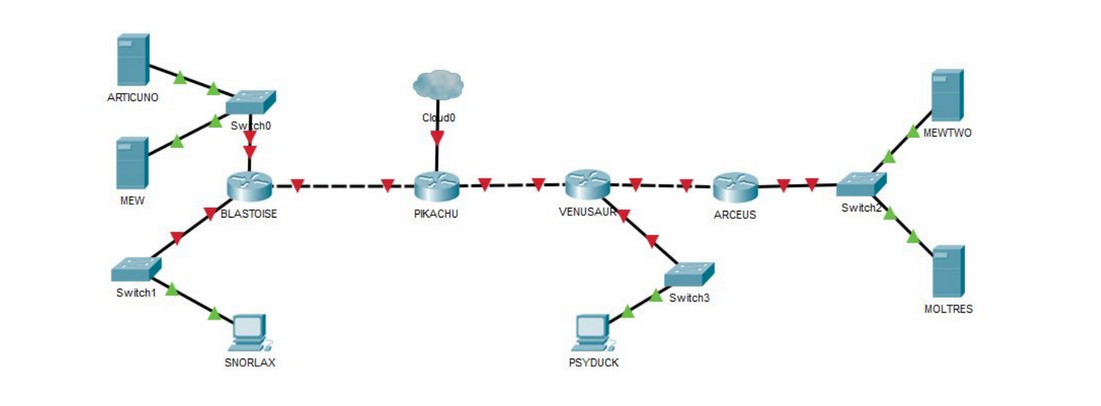 ARTICUNO
Switch0
MEW
BLASTOISE
Switch1
SNORLAX
Cloud0
PIKACHU
VENUSAUR
ARCEUS
Switch3
PSYDUCK
MEWTWO
Switch2
MOLTRES